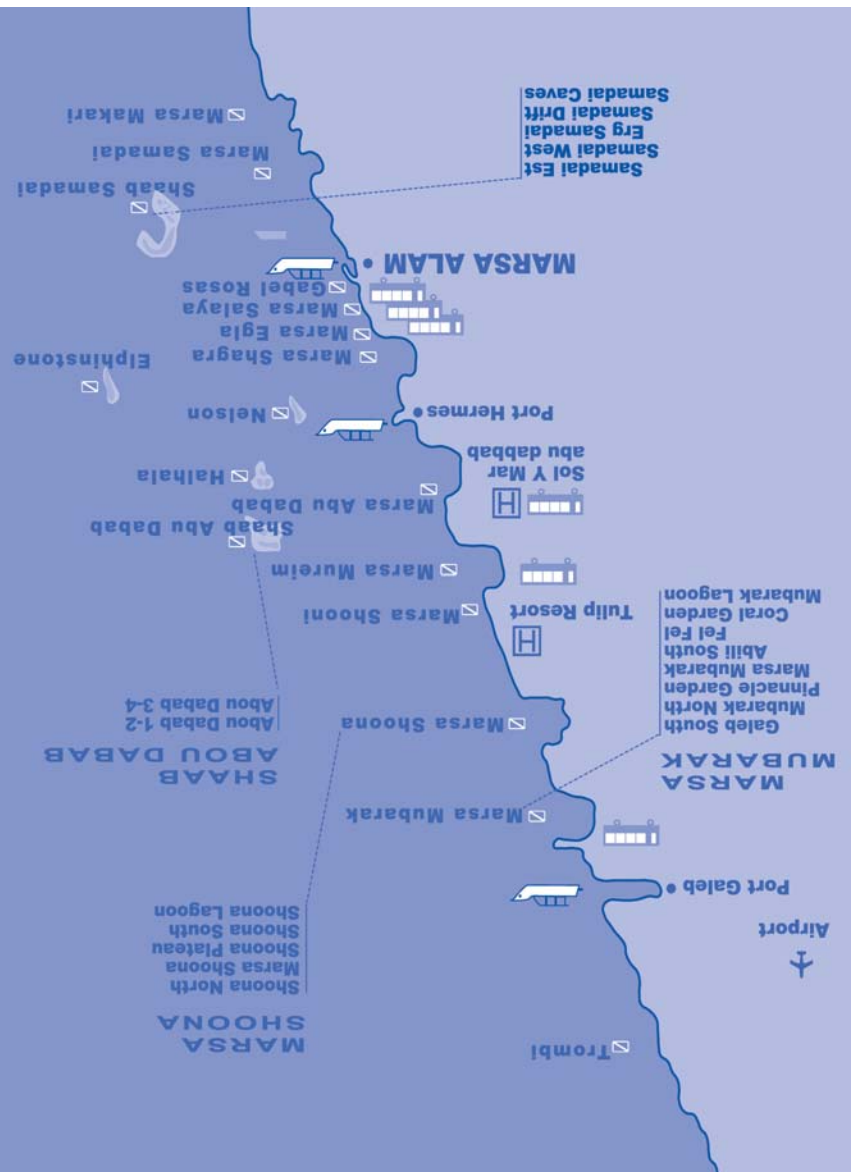 Trombi
MARSA
SHOONA
Shoona North
Marsa Shoona
Shoona Plateau
Shoona South
Shoona Lagoon
Airport
Port Galeb
Marsa Mubarak
MARSA
MUBARAK
Galeb South
Mubarak North
Pinnacle Garden
Marsa Mubarak
Abili South
Fel Fel
Coral Garden
Mubarak Lagoon
SHAAB
ABOU DABAB
Abou Dabab 1-2
Abou Dabab 3-4
Marsa Shoona
H
Tulip Resort
Marsa Shooni
Marsa Mureim
Shaab Abu Dabab
H
Sol Y Mar
abu dabbab
Marsa Abu Dabab
Halhala
Port Hermes
Nelson
Elphinstone
Marsa Shagra
Marsa Egla
Marsa Salaya
Gabel Rosas
MARSA ALAM
Shaab Samadai
Samadai Est
Samadai West
Erg Samadai
Samadai Drift
Samadai Caves
Marsa Samadai
Marsa Makari